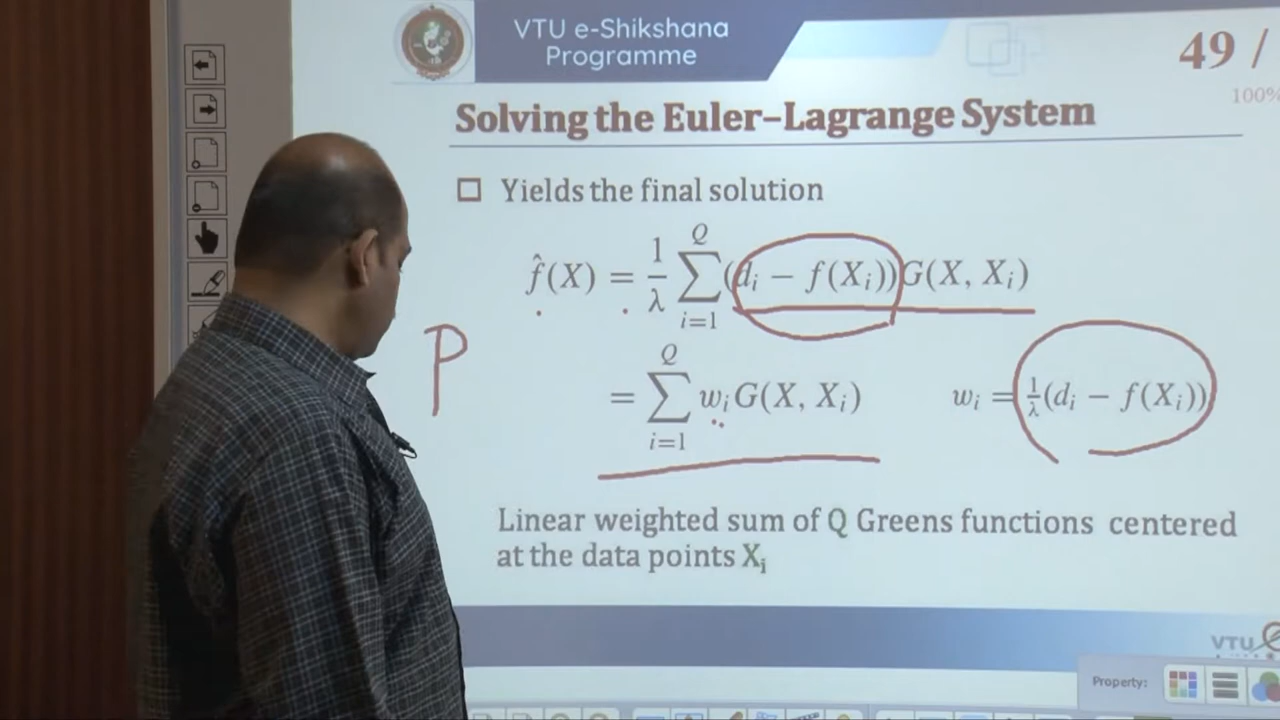 VTU e-Shikshana
Programme
49 /
100%
Solving the Euler–Lagrange System
Yields the final solution
f̂(X) = 1/λ ∑_{i=1}^{Q} (d_i − f(X_i))G(X, X_i)
P
= ∑_{i=1}^{Q} w_i G(X, X_i)    w_i = 1/λ(d_i − f(X_i))
Linear weighted sum of Q Greens functions centered
at the data points X_i
VTU
Property: